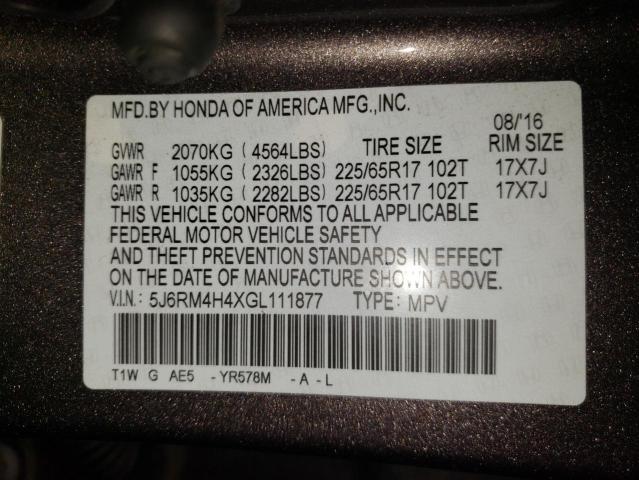 MFD.BY HONDA OF AMERICA MFG.,INC.
08/'16
GVWR 2070KG ( 4564LBS) TIRE SIZE RIM SIZE
GAWR F 1055KG ( 2326LBS) 225/65R17 102T 17X7J
GAWR R 1035KG ( 2282LBS) 225/65R17 102T 17X7J
THIS VEHICLE CONFORMS TO ALL APPLICABLE
FEDERAL MOTOR VEHICLE SAFETY
AND THEFT PREVENTION STANDARDS IN EFFECT
ON THE DATE OF MANUFACTURE SHOWN ABOVE.
V.I.N.: 5J6RM4H4XGL111877 TYPE: MPV
T1W G AE5 -YR578M -A-L